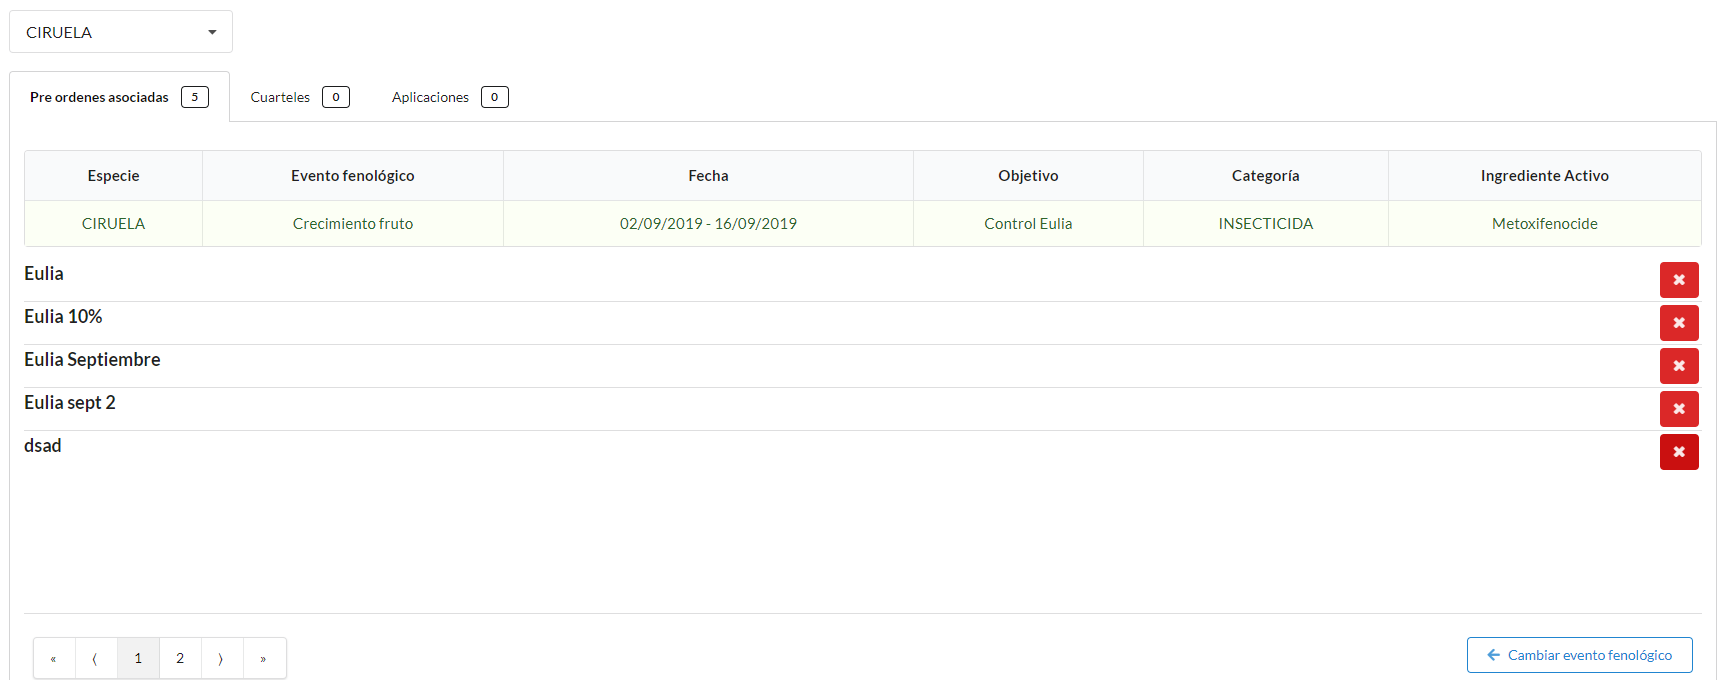 CIRUELA
Pre ordenes asociadas 5 Cuarteles 0 Aplicaciones 0
Especie Evento fenológico Fecha Objetivo Categoría Ingrediente Activo
CIRUELA Crecimiento fruto 02/09/2019 - 16/09/2019 Control Eulia INSECTICIDA Metoxifenocide
Eulia
Eulia 10%
Eulia Septiembre
Eulia sept 2
dsad
« ⟨ 1 2 ⟩ » Cambiar evento fenológico